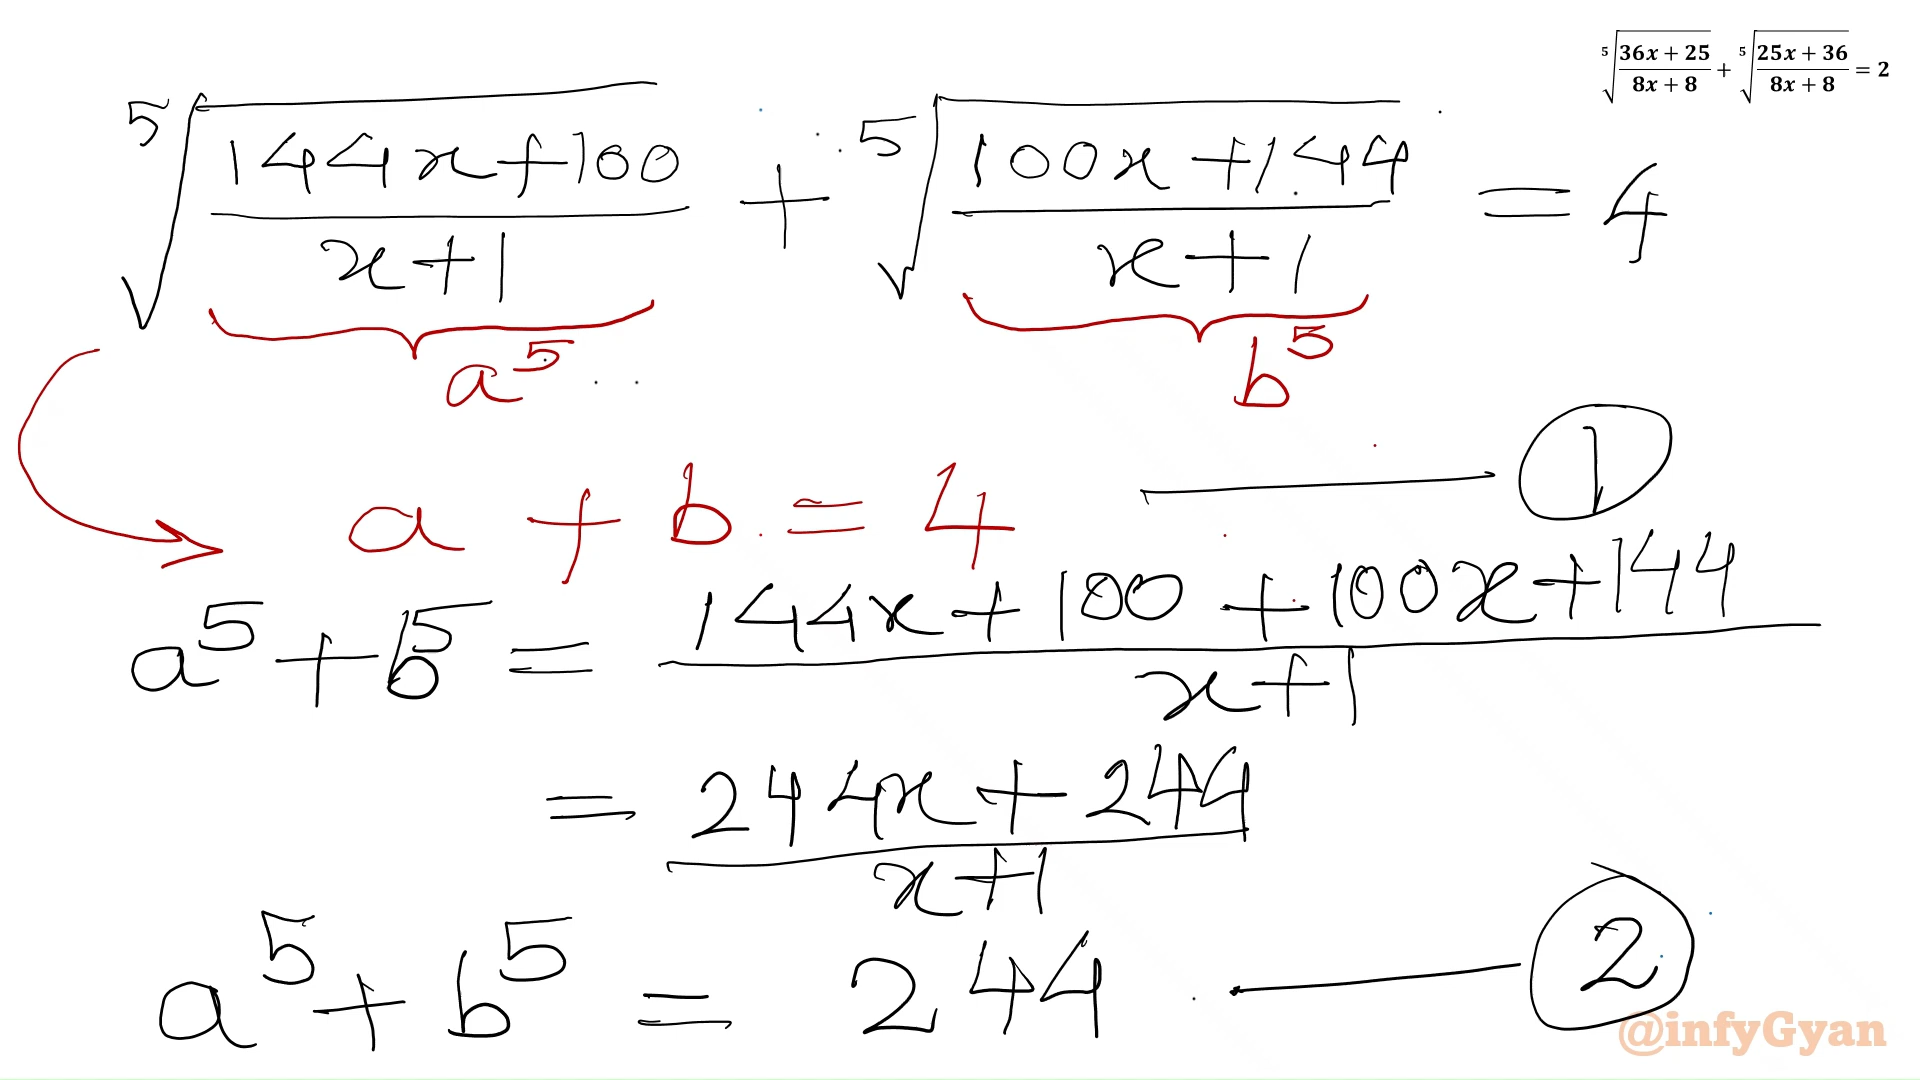 ⁵√((36x + 25)/(8x + 8)) + ⁵√((25x + 36)/(8x + 8)) = 2
⁵√((144x+100)/(x+1)) + ⁵√((100x+144)/(x+1)) = 4
a⁵ b⁵
a + b = 4 ——— ①
a⁵ + b⁵ = (144x + 100 + 100x + 144)/(x+1)
= (244x + 244)/(x+1)
a⁵ + b⁵ = 244 ——— ②
@infyGyan